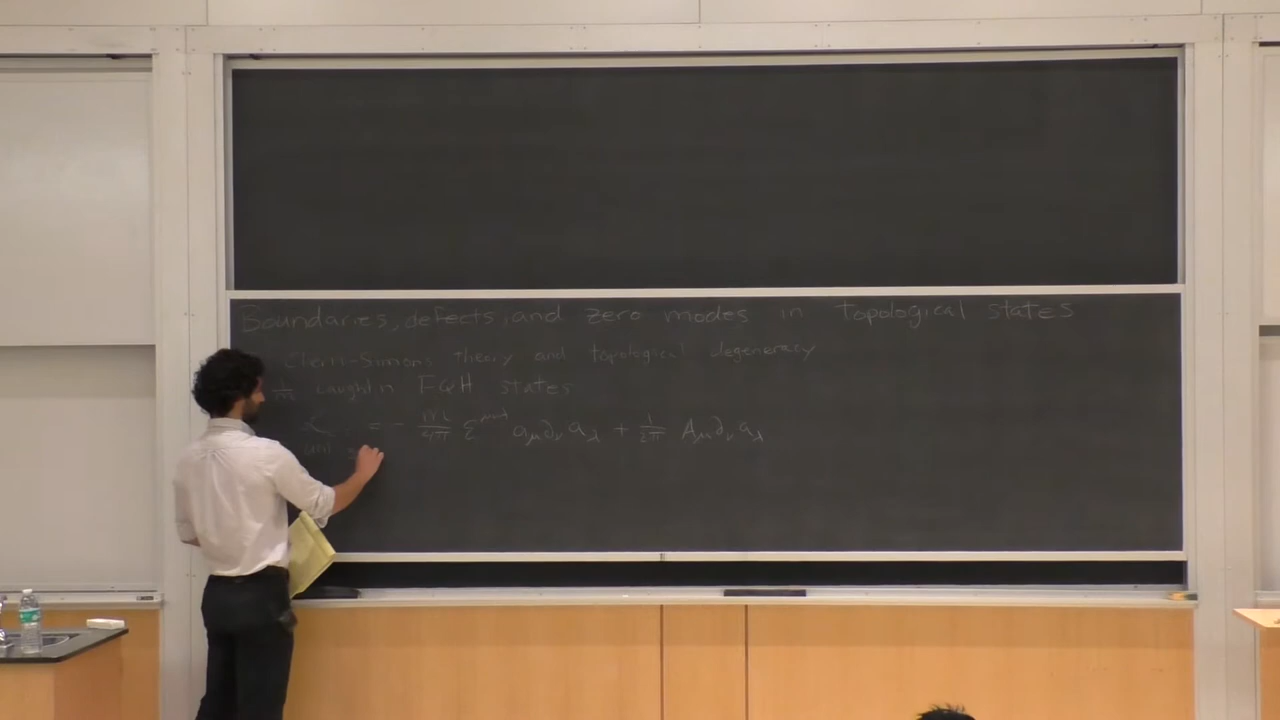 Boundaries, defects, and zero modes in topological states
Chern-Simons Theory and topological degeneracy
1/m Laughlin FQH states
L = - m/4π ε^{μνλ} a_μ ∂_ν a_λ + 1/2π A_μ ∂_ν a_λ